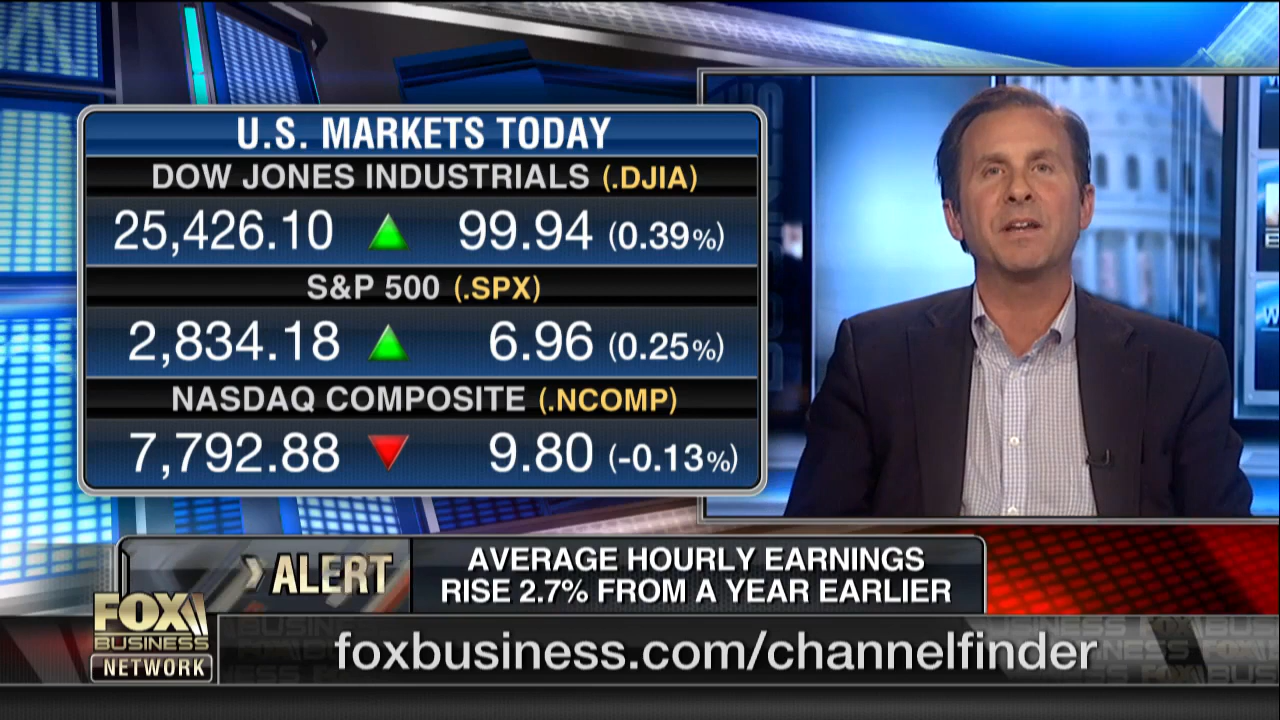 U.S. MARKETS TODAY
DOW JONES INDUSTRIALS (.DJIA)
25,426.10 99.94 (0.39%)
S&P 500 (.SPX)
2,834.18 6.96 (0.25%)
NASDAQ COMPOSITE (.NCOMP)
7,792.88 9.80 (-0.13%)
ALERT
AVERAGE HOURLY EARNINGS
RISE 2.7% FROM A YEAR EARLIER
FOX
BUSINESS
NETWORK
foxbusiness.com/channelfinder